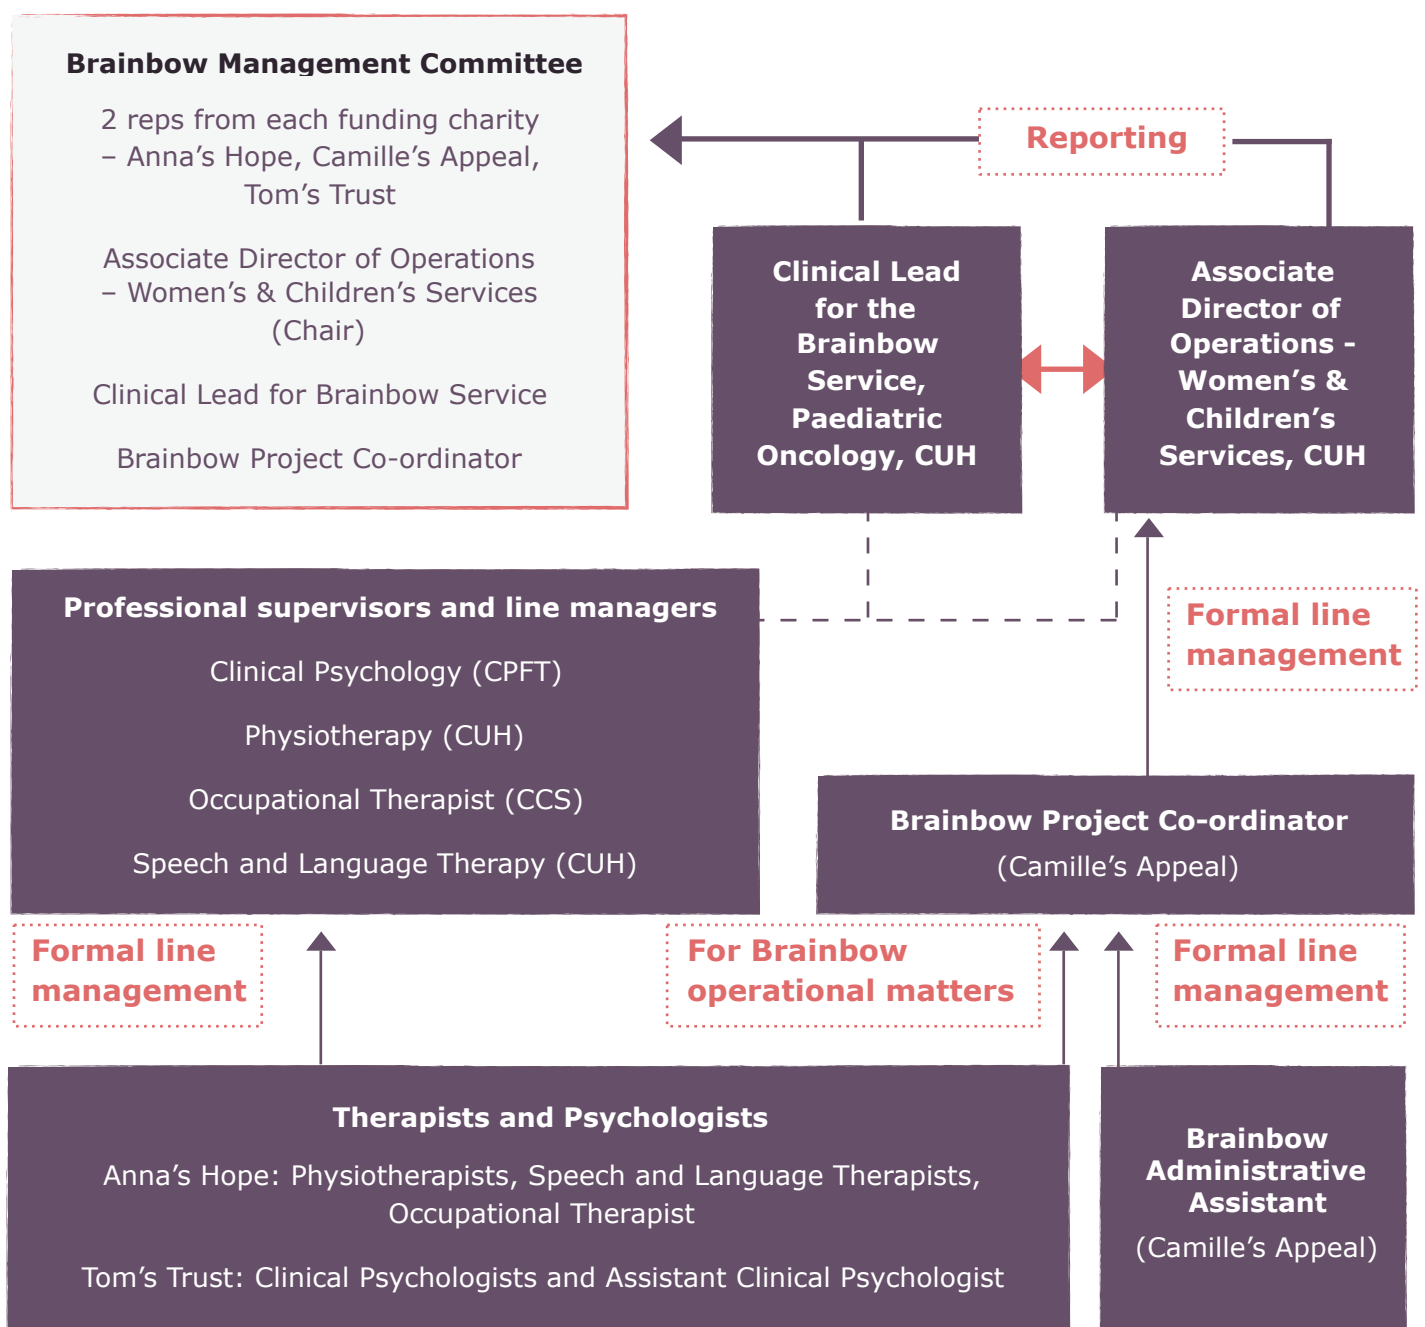 Brainbow Management Committee
2 reps from each funding charity
– Anna’s Hope, Camille’s Appeal,
Tom’s Trust
Associate Director of Operations
– Women’s & Children’s Services
(Chair)
Clinical Lead for Brainbow Service
Brainbow Project Co-ordinator
Reporting
Clinical Lead
for the
Brainbow
Service,
Paediatric
Oncology, CUH
Associate
Director of
Operations -
Women’s &
Children’s
Services, CUH
Professional supervisors and line managers
Clinical Psychology (CPFT)
Physiotherapy (CUH)
Occupational Therapist (CCS)
Speech and Language Therapy (CUH)
Formal line
management
Brainbow Project Co-ordinator
(Camille’s Appeal)
Formal line
management
For Brainbow
operational matters
Formal line
management
Therapists and Psychologists
Anna’s Hope: Physiotherapists, Speech and Language Therapists,
Occupational Therapist
Tom’s Trust: Clinical Psychologists and Assistant Clinical Psychologist
Brainbow
Administrative
Assistant
(Camille’s Appeal)